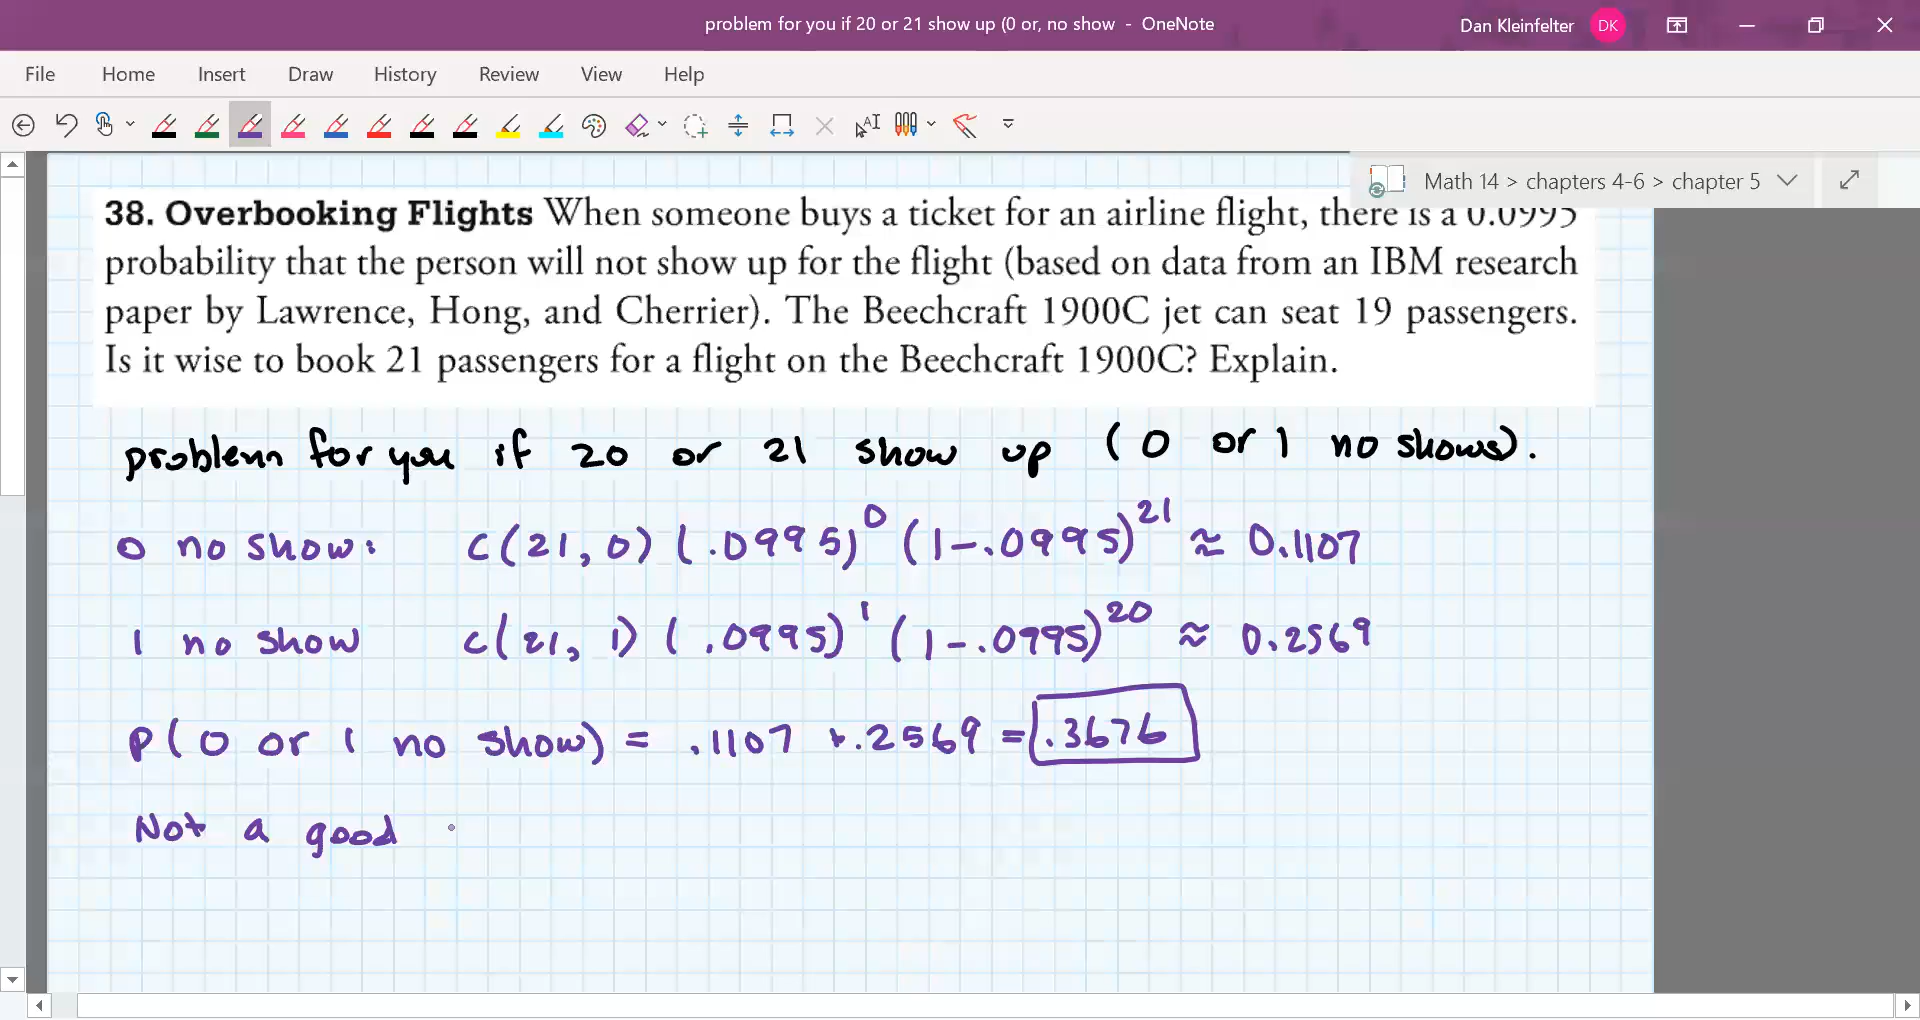 problem for you if 20 or 21 show up (0 or, no show - OneNote
Dan Kleinfelter DK
File Home Insert Draw History Review View Help
Math 14 > chapters 4-6 > chapter 5
38. Overbooking Flights When someone buys a ticket for an airline flight, there is a 0.0995
probability that the person will not show up for the flight (based on data from an IBM research
paper by Lawrence, Hong, and Cherrier). The Beechcraft 1900C jet can seat 19 passengers.
Is it wise to book 21 passengers for a flight on the Beechcraft 1900C? Explain.
problem for you if 20 or 21 show up (0 or 1 no shows).
0 no show: c(21,0) (.0995)^0 (1-.0995)^21 ≈ 0.1107
1 no show c(21, 1) (.0995)^1 (1-.0995)^20 ≈ 0.2569
P(0 or 1 no show) = .1107 + .2569 = .3676
Not a good